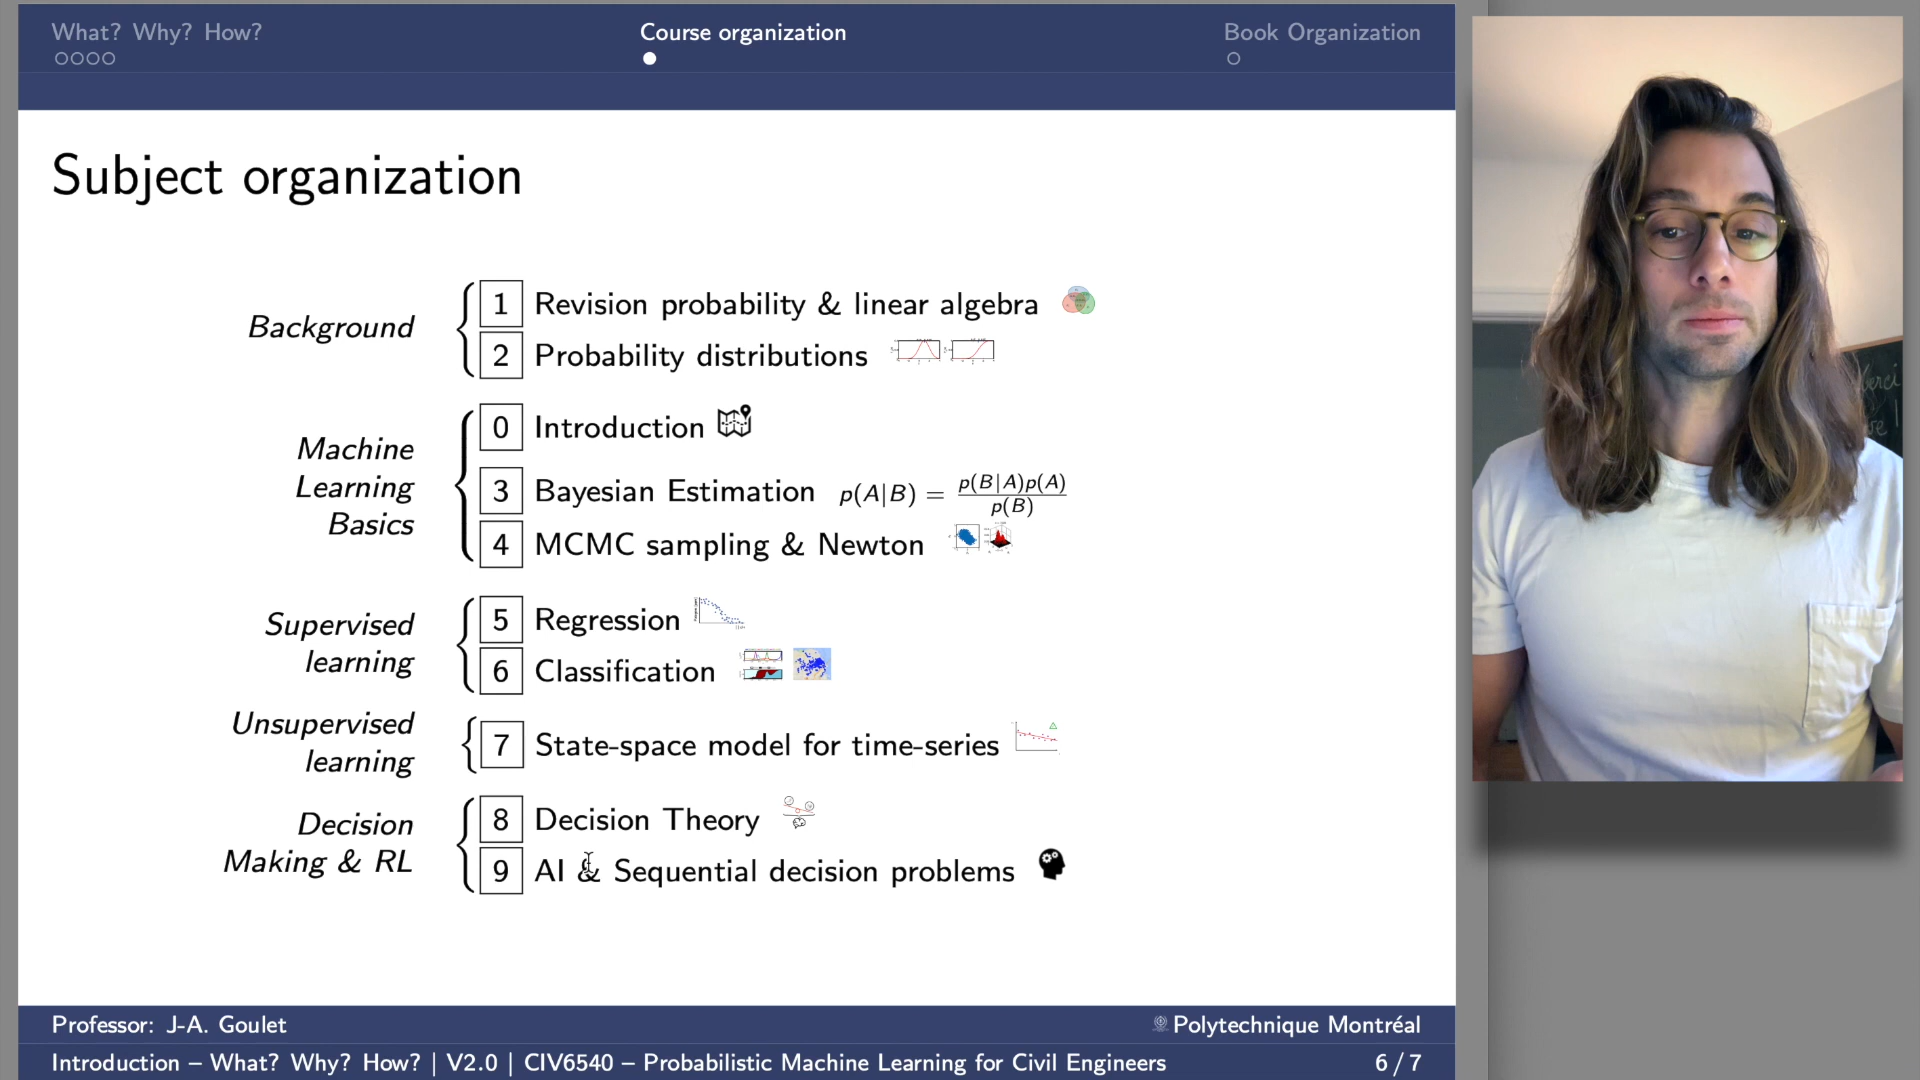 What? Why? How?
Course organization
Book Organization
Subject organization
Background
1 Revision probability & linear algebra
2 Probability distributions
Machine
Learning
Basics
0 Introduction
3 Bayesian Estimation p(A|B) = p(B|A)p(A) / p(B)
4 MCMC sampling & Newton
Supervised
learning
5 Regression
6 Classification
Unsupervised
learning
7 State-space model for time-series
Decision
Making & RL
8 Decision Theory
9 AI & Sequential decision problems
Professor: J-A. Goulet
Polytechnique Montréal
Introduction – What? Why? How? | V2.0 | CIV6540 – Probabilistic Machine Learning for Civil Engineers
6 / 7